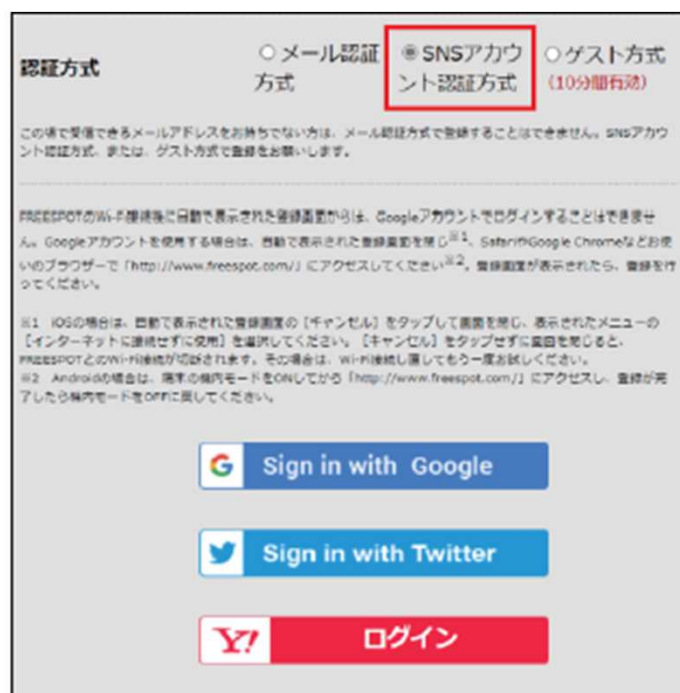 認証方式
○メール認証方式
◉SNSアカウント認証方式
○ゲスト方式
(10分間有効)
この場で受信できるメールアドレスをお持ちでない方は、メール認証方式で登録することはできません。SNSアカウ
ント認証方式、または、ゲスト方式で登録をお願いします。
FREESPOTのWi-Fi接続後に自動で表示された登録画面からは、Googleアカウントでログインすることはできませ
ん。Googleアカウントを使用する場合は、自動で表示された登録画面を閉じ※1、SafariやGoogle Chromeなどお使
いのブラウザーで「http://www.freespot.com/」にアクセスしてください※2。登録画面が表示されたら、登録を行
ってください。
※1 iOSの場合は、自動で表示された登録画面の［キャンセル］をタップして画面を閉じ、表示されたメニューの
［インターネットに接続せずに使用］を選択してください。［キャンセル］をタップせずに画面を閉じると、
FREESPOTとのWi-Fi接続が切断されます。その場合は、Wi-Fi接続し直してもう一度お試しください。
※2 Androidの場合は、端末の機内モードをONしてから「http://www.freespot.com/」にアクセスし、登録が完
了したら機内モードをOFFに戻してください。
Sign in with Google
Sign in with Twitter
Y! ログイン